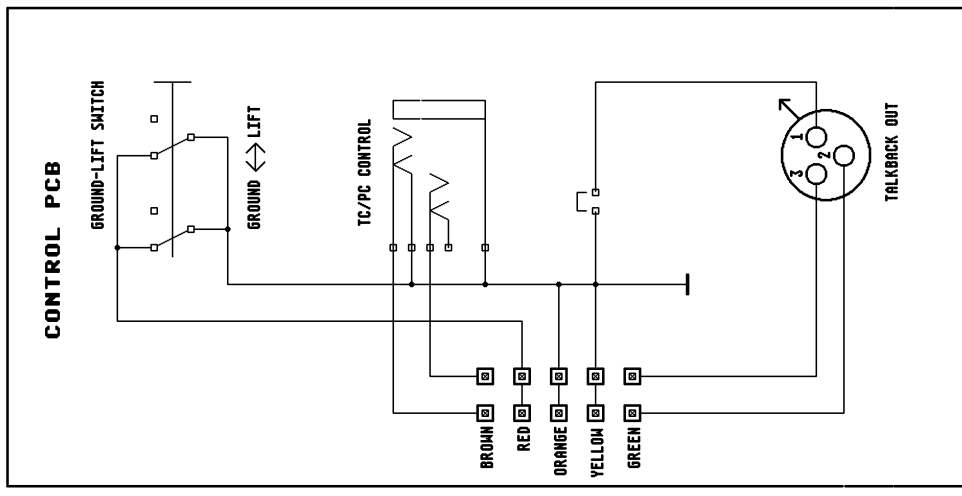 CONTROL PCB
GROUND-LIFT SWITCH
GROUND <-> LIFT
TC/PC CONTROL
BROWN
RED
ORANGE
YELLOW
GREEN
1
2
3
TALKBACK OUT